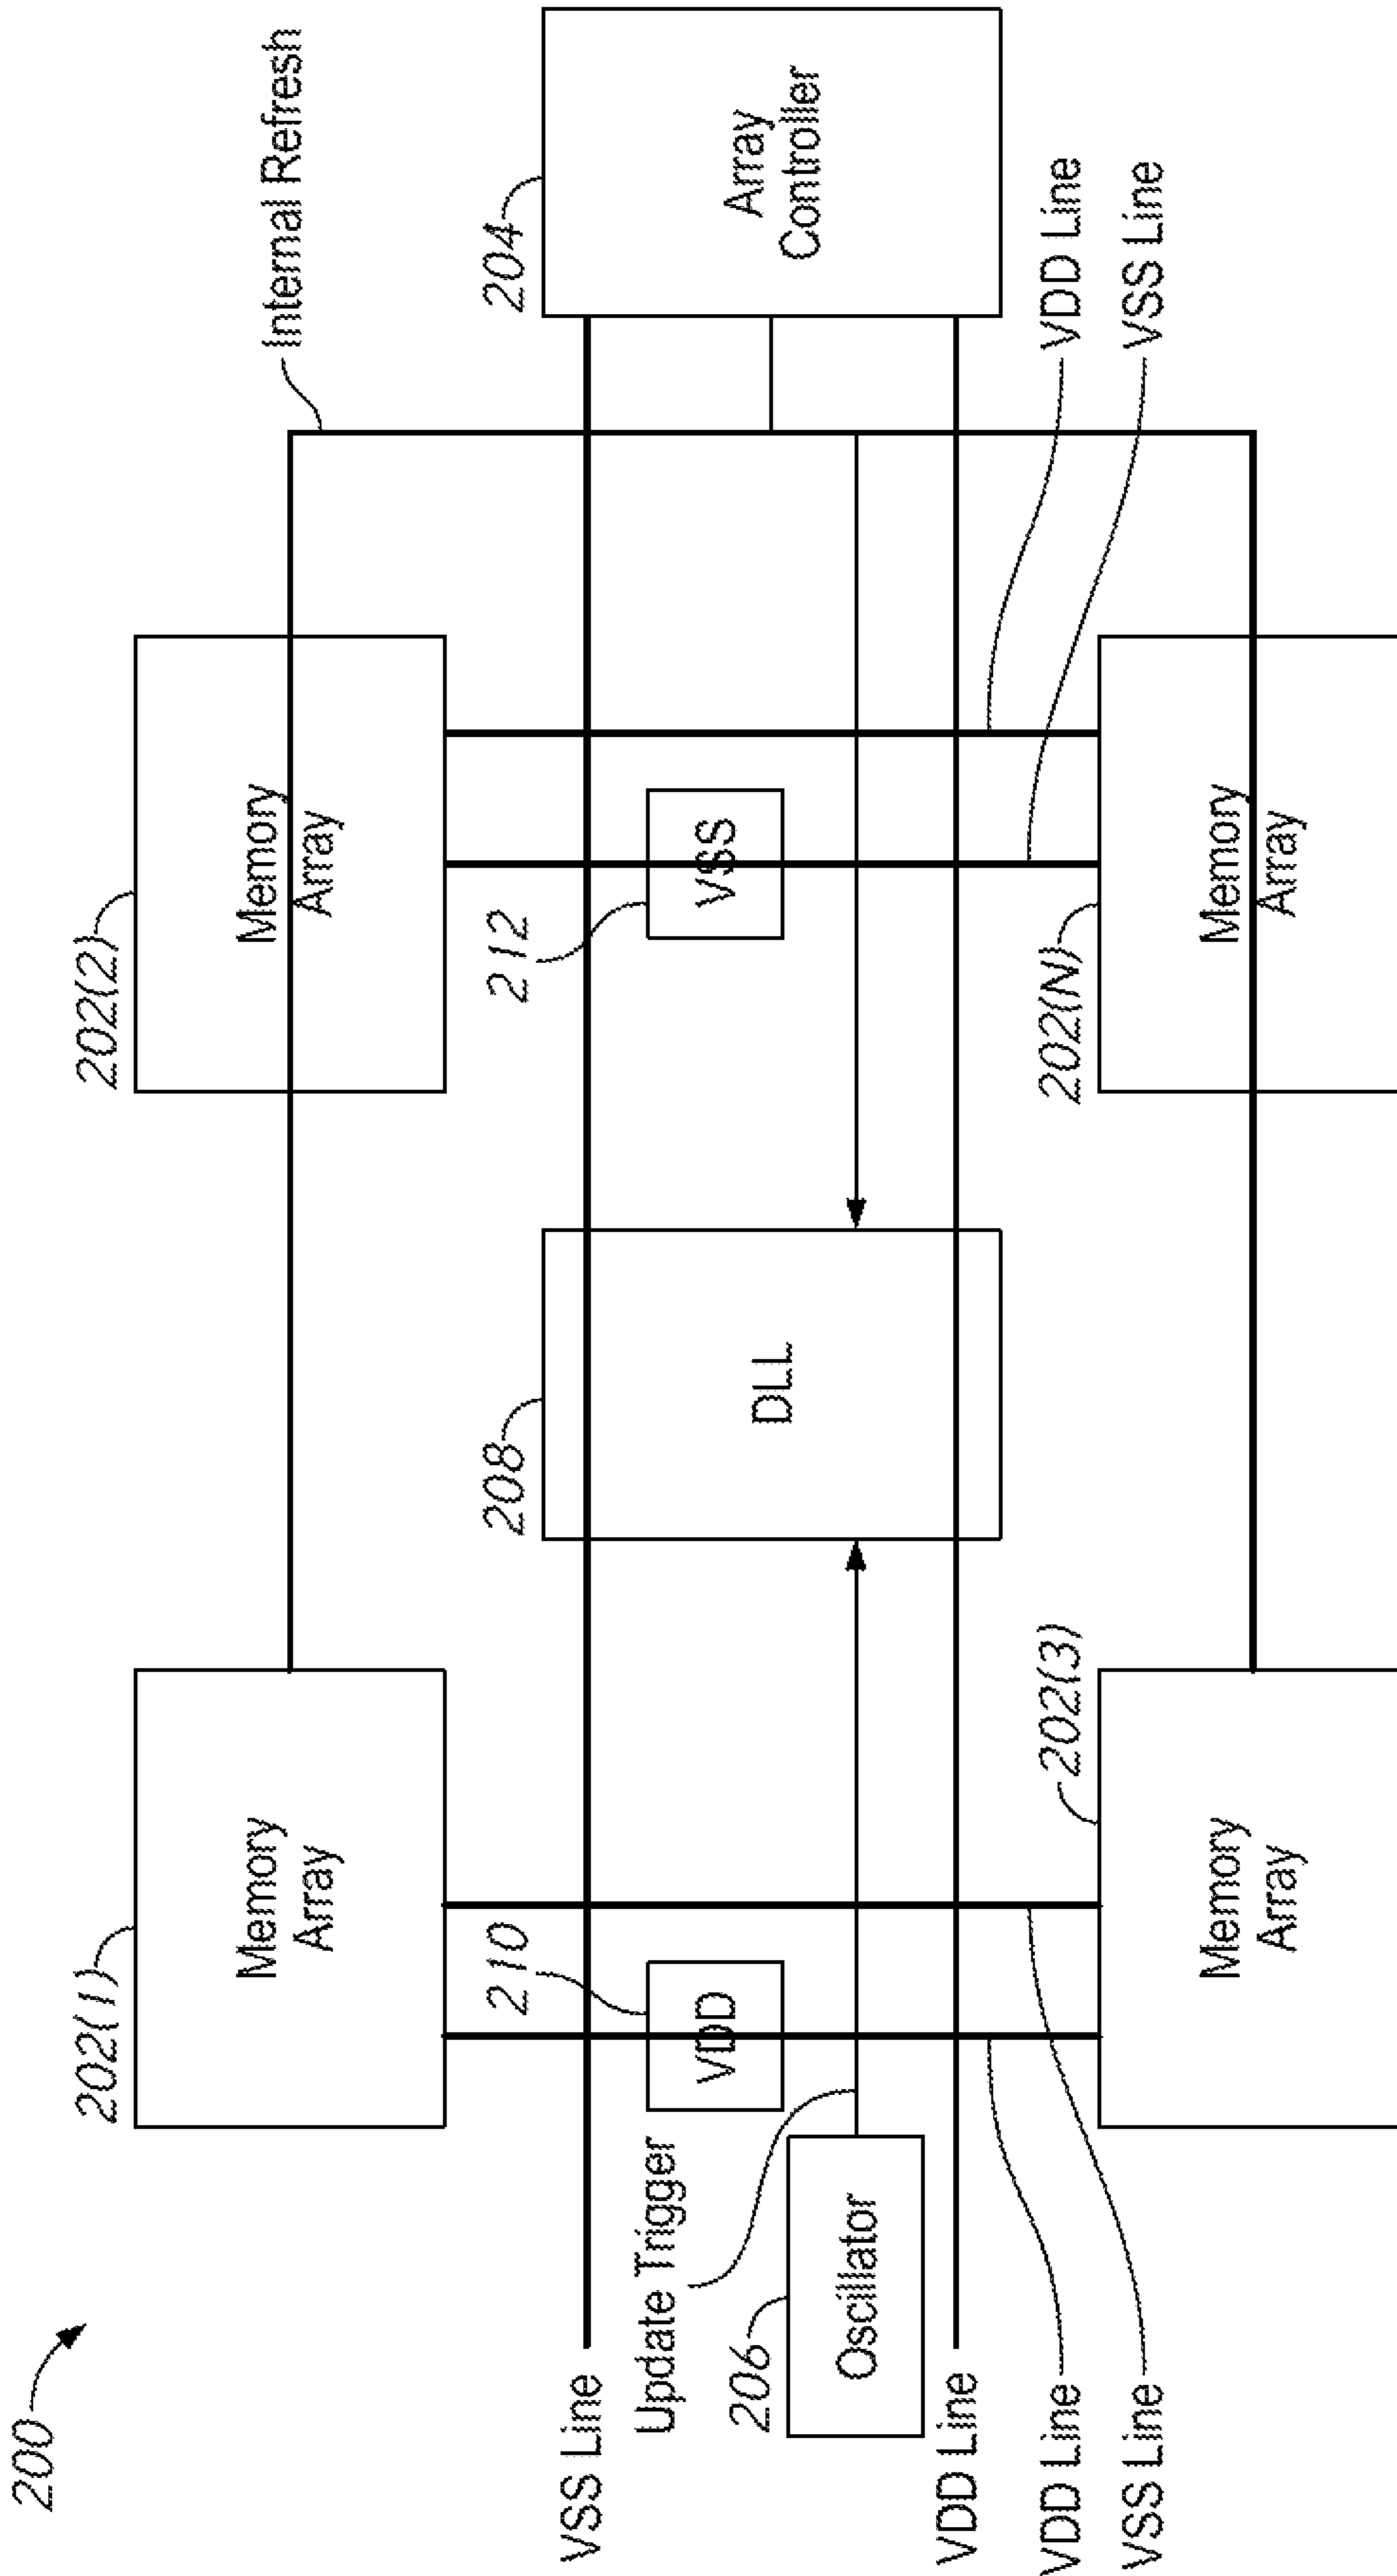 200
202(1)
Memory
Array
202(2)
Memory
Array
Internal Refresh
VSS Line
210
VDD
Update Trigger
206
Oscillator
VDD Line
208
DLL
212
VSS
204
Array
Controller
VDD Line
VSS Line
202(3)
Memory
Array
202(N)
Memory
Array
VDD Line
VSS Line